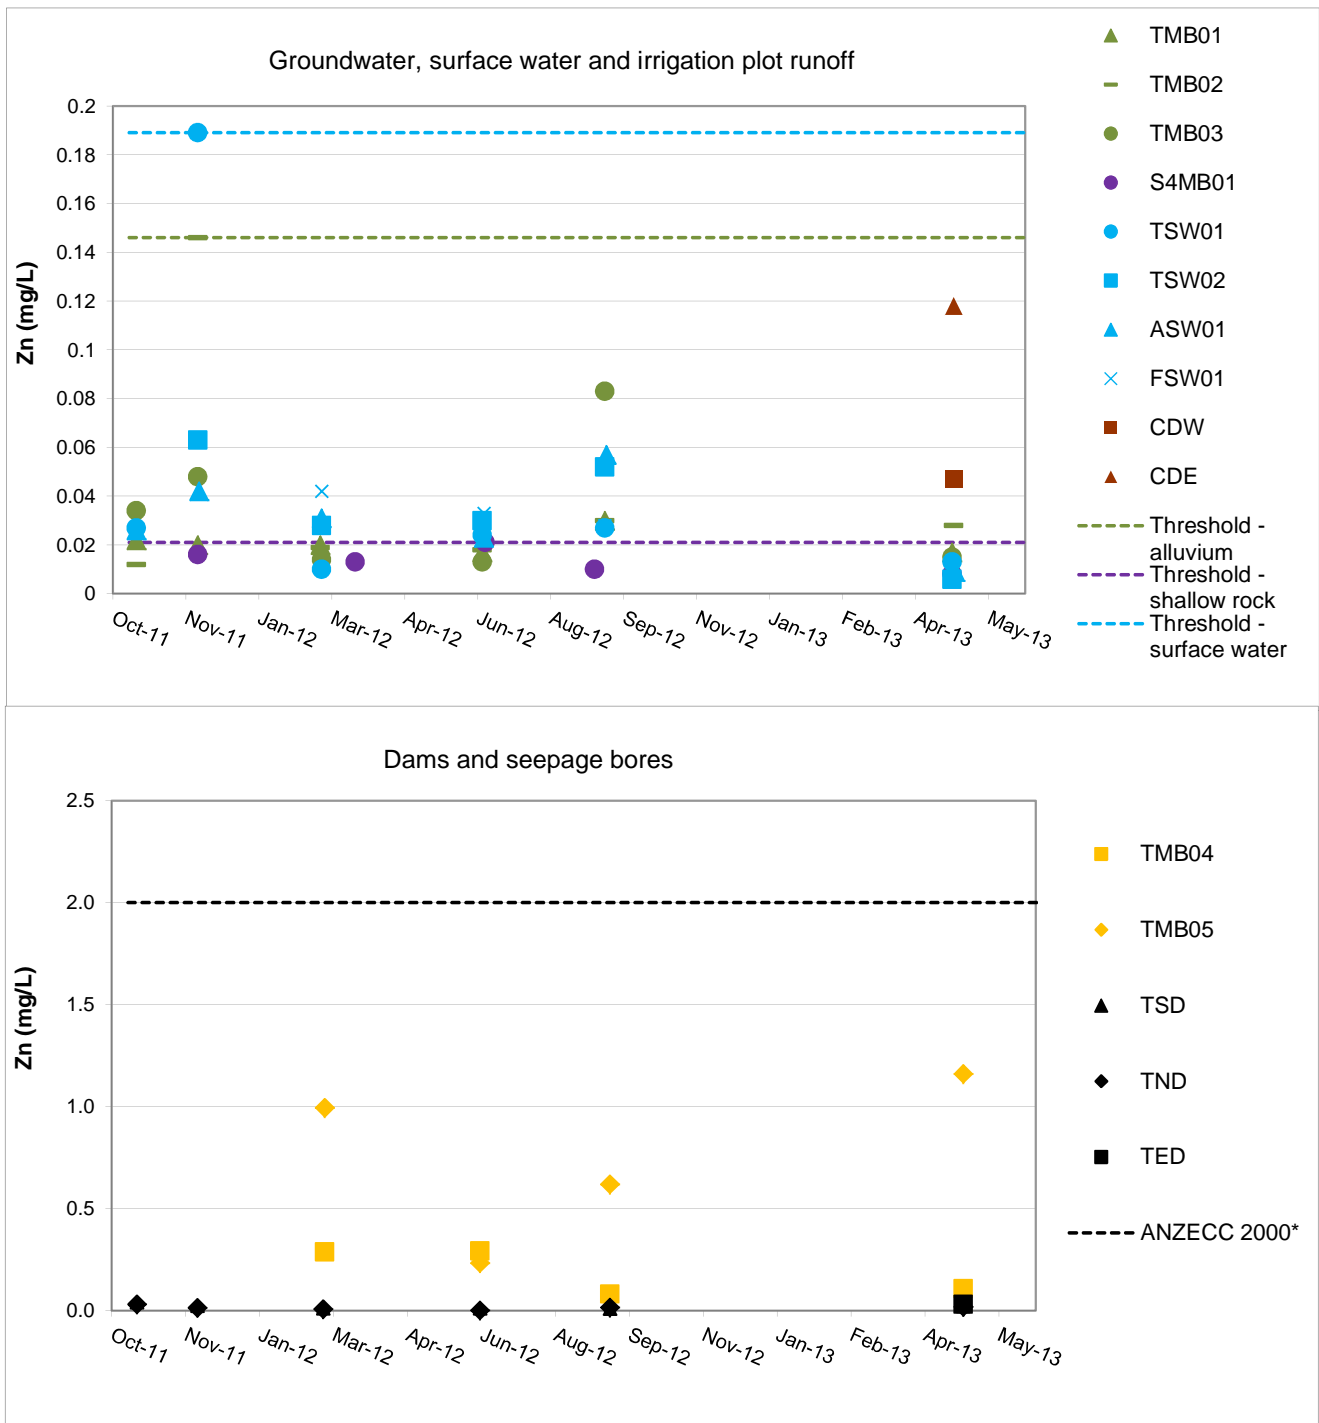 Groundwater, surface water and irrigation plot runoff
Zn (mg/L)
0.2
0.18
0.16
0.14
0.12
0.1
0.08
0.06
0.04
0.02
0
Oct-11
Nov-11
Jan-12
Mar-12
Apr-12
Jun-12
Aug-12
Sep-12
Nov-12
Jan-13
Feb-13
Apr-13
May-13
TMB01
TMB02
TMB03
S4MB01
TSW01
TSW02
ASW01
FSW01
CDW
CDE
Threshold -
alluvium
Threshold -
shallow rock
Threshold -
surface water
Dams and seepage bores
Zn (mg/L)
2.5
2.0
1.5
1.0
0.5
0.0
Oct-11
Nov-11
Jan-12
Mar-12
Apr-12
Jun-12
Aug-12
Sep-12
Nov-12
Jan-13
Feb-13
Apr-13
May-13
TMB04
TMB05
TSD
TND
TED
ANZECC 2000*